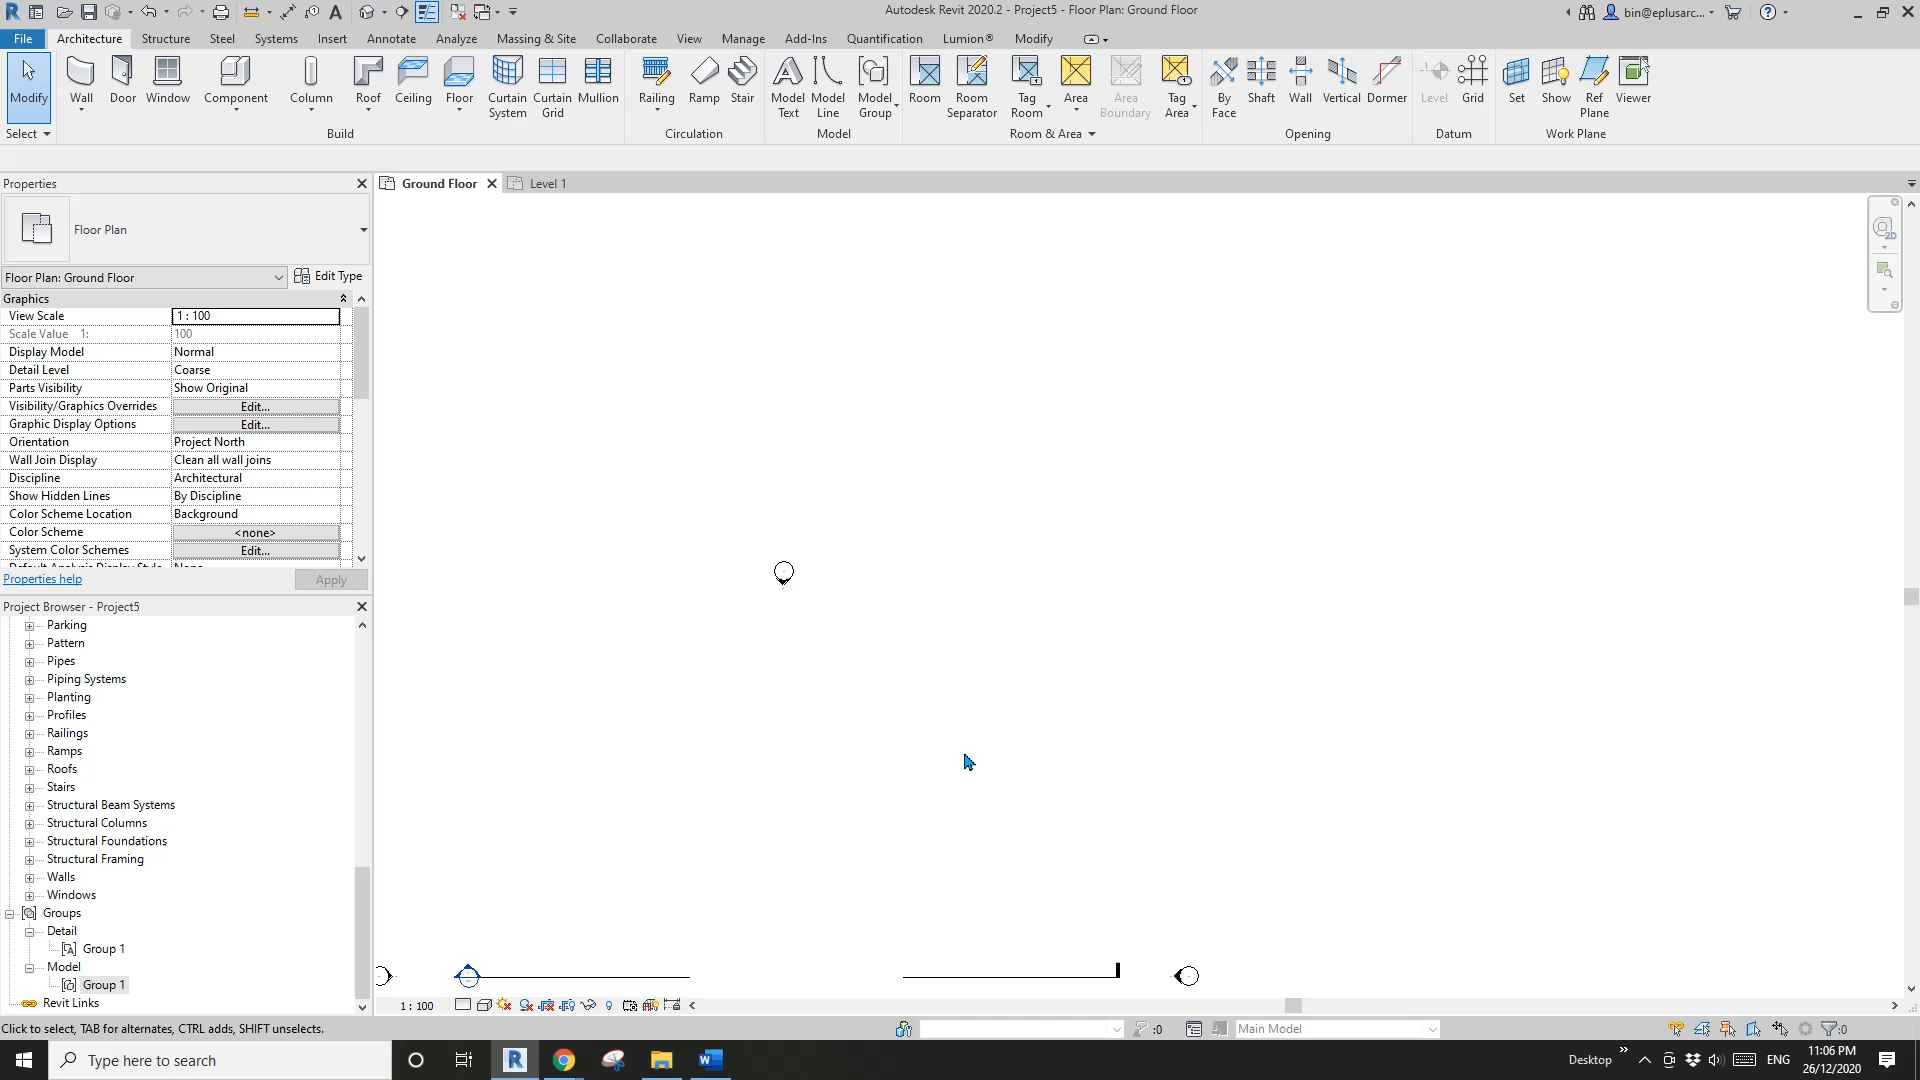 Autodesk Revit 2020.2 - Project5 - Floor Plan: Ground Floor
bin@eplusarc...
File Architecture Structure Steel Systems Insert Annotate Analyze Massing & Site Collaborate View Manage Add-Ins Quantification Lumion® Modify
Modify Wall Door Window Component Column Roof Ceiling Floor Curtain System Curtain Grid Mullion Railing Ramp Stair Model Text Model Line Model Group Room Room Separator Tag Room Area Area Boundary Tag Area By Face Shaft Wall Vertical Dormer Level Grid Set Show Ref Plane Viewer
Select Build Circulation Model Room & Area Opening Datum Work Plane
Properties
Ground Floor Level 1
Floor Plan
Floor Plan: Ground Floor Edit Type
Graphics
View Scale 1 : 100
Scale Value 1: 100
Display Model Normal
Detail Level Coarse
Parts Visibility Show Original
Visibility/Graphics Overrides Edit...
Graphic Display Options Edit...
Orientation Project North
Wall Join Display Clean all wall joins
Discipline Architectural
Show Hidden Lines By Discipline
Color Scheme Location Background
Color Scheme <none>
System Color Schemes Edit...
Properties help Apply
Project Browser - Project5
Parking
Pattern
Pipes
Piping Systems
Planting
Profiles
Railings
Ramps
Roofs
Stairs
Structural Beam Systems
Structural Columns
Structural Foundations
Structural Framing
Walls
Windows
Groups
Detail
Group 1
Model
Group 1
Revit Links
1 : 100
Click to select, TAB for alternates, CTRL adds, SHIFT unselects.
:0
Main Model
:0
Type here to search
Desktop
ENG
11:06 PM
26/12/2020